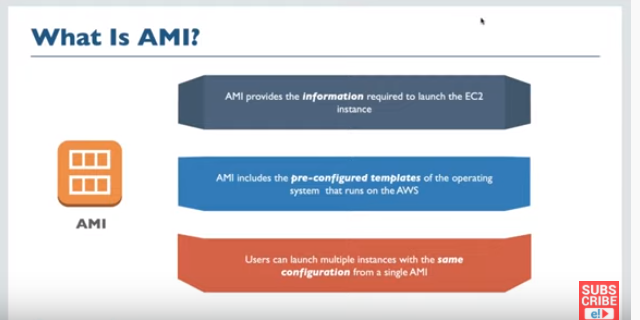 What Is AMI?
AMI provides the information required to launch the EC2
instance
AMI includes the pre-configured templates of the operating
system that runs on the AWS
AMI
Users can launch multiple instances with the same
configuration from a single AMI
SUBS
CRIBE
e!